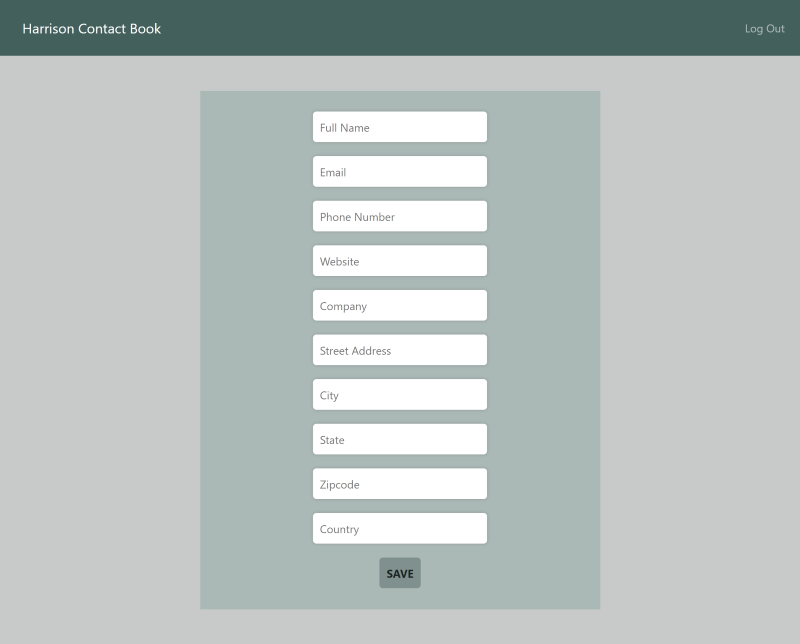 Harrison Contact Book
Log Out
Full Name
Email
Phone Number
Website
Company
Street Address
City
State
Zipcode
Country
SAVE